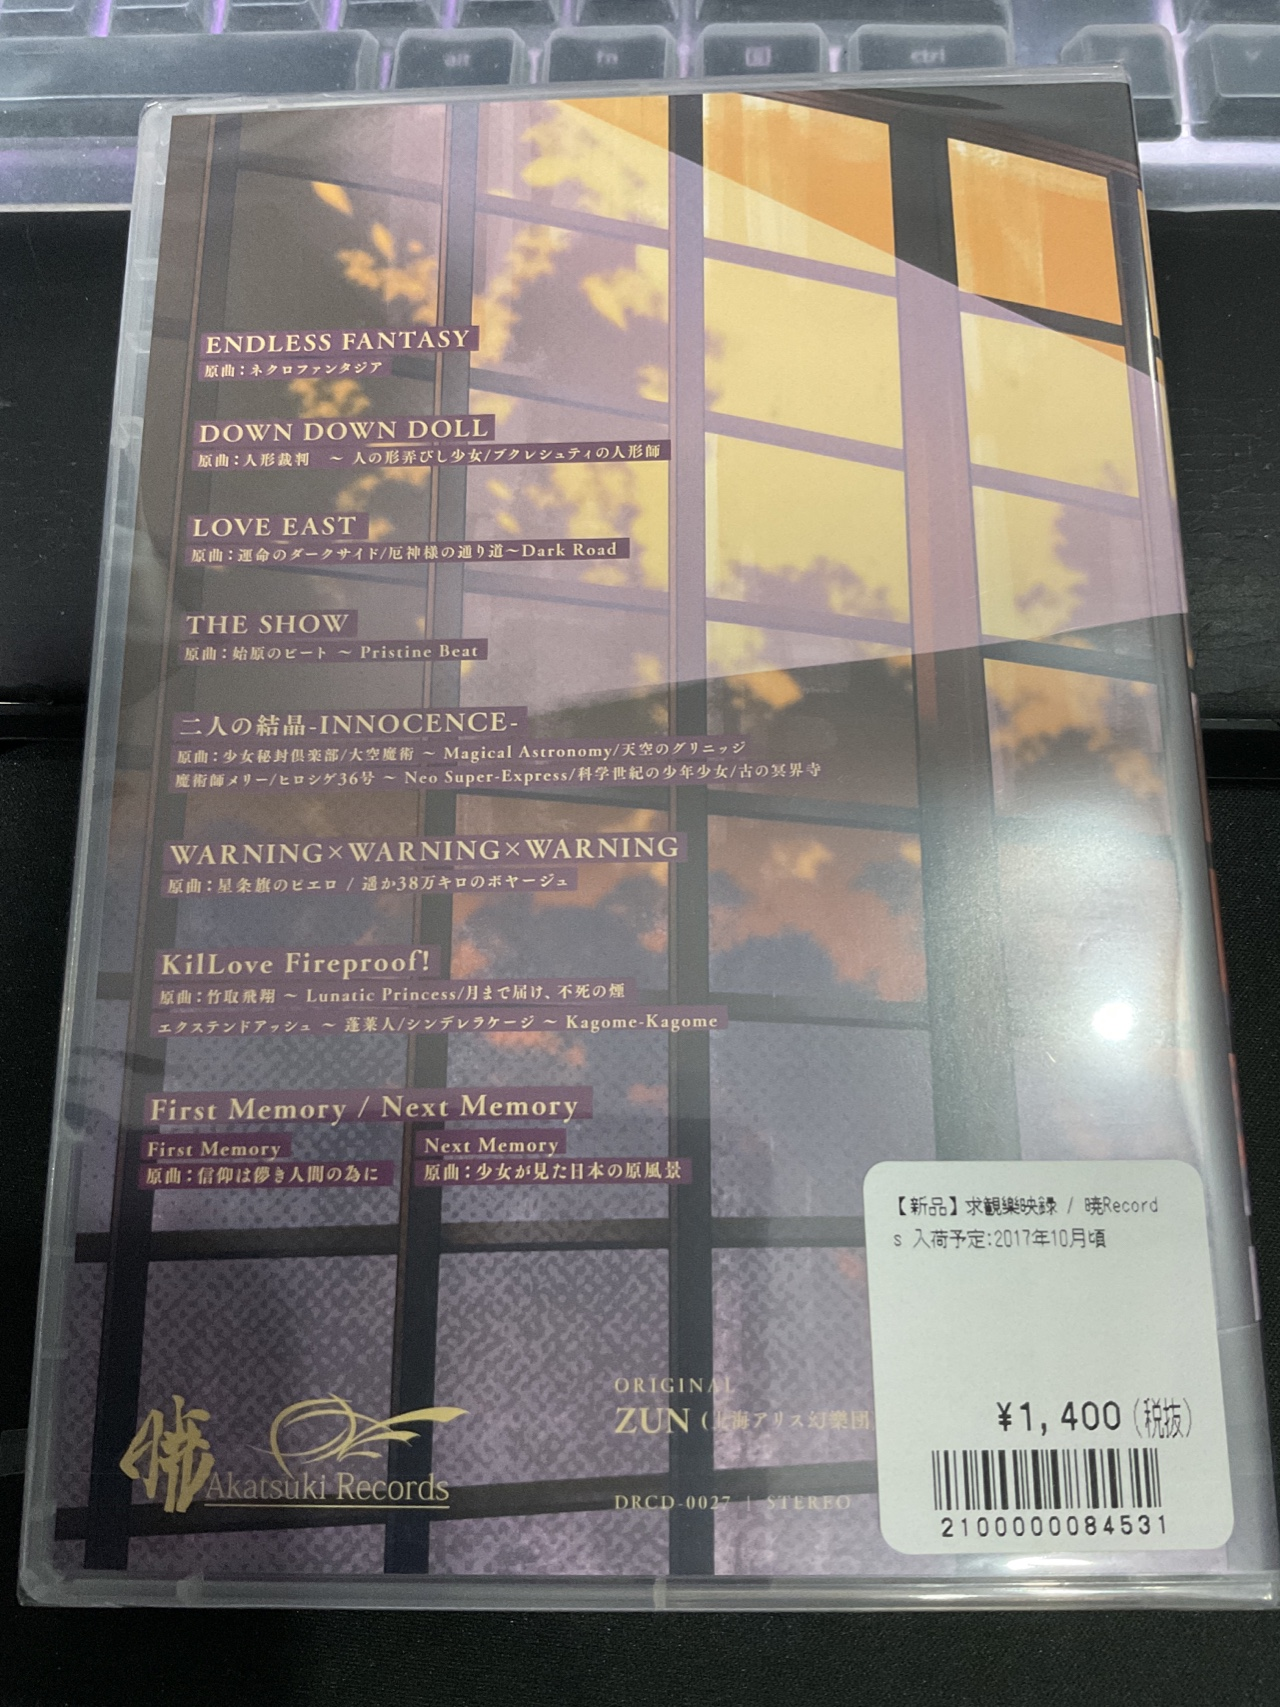 alt
fn
ctrl
ENDLESS FANTASY
原曲：ネクロファンタジア
DOWN DOWN DOLL
原曲：人形裁判　～ 人の形弄びし少女/ブクレシュティの人形師
LOVE EAST
原曲：運命のダークサイド/厄神様の通り道～Dark Road
THE SHOW
原曲：始原のビート ～ Pristine Beat
二人の結晶-INNOCENCE-
原曲：少女秘封倶楽部/大空魔術 ～ Magical Astronomy/天空のグリニッジ
魔術師メリー/ヒロシゲ36号 ～ Neo Super-Express/科学世紀の少年少女/古の冥界寺
WARNING×WARNING×WARNING
原曲：星条旗のピエロ / 遥か38万キロのボヤージュ
KilLove Fireproof!
原曲：竹取飛翔 ～ Lunatic Princess/月まで届け、不死の煙
エクステンドアッシュ ～ 蓬莱人/シンデレラケージ ～ Kagome-Kagome
First Memory / Next Memory
First Memory
原曲：信仰は儚き人間の為に
Next Memory
原曲：少女が見た日本の原風景
【新品】求観樂映録 / 暁Record
s 入荷予定:2017年10月頃
¥1,400（税抜）
2100000084531
暁 Akatsuki Records
ORIGINAL
ZUN (上海アリス幻樂団
DRCD-0027 | STEREO